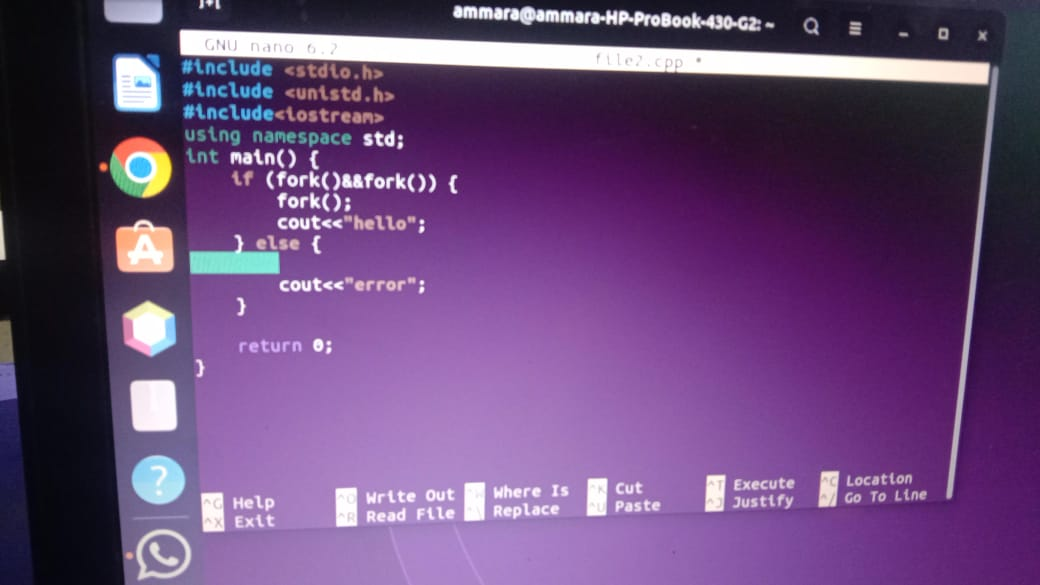 ammara@ammara-HP-ProBook-430-G2: ~
GNU nano 6.2 file2.cpp *
#include <stdio.h>
#include <unistd.h>
#include<iostream>
using namespace std;
int main() {
if (fork()&&fork()) {
fork();
cout<<"hello";
} else {
cout<<"error";
}
return 0;
}
^G Help ^O Write Out ^W Where Is ^K Cut ^T Execute ^C Location
^X Exit ^R Read File ^\ Replace ^U Paste ^J Justify ^/ Go To Line